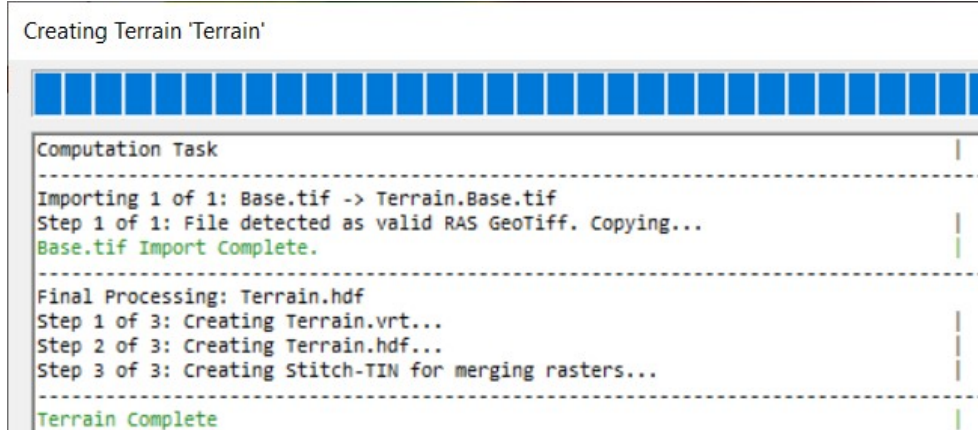 Creating Terrain 'Terrain'
Computation Task |
Importing 1 of 1: Base.tif -> Terrain.Base.tif
Step 1 of 1: File detected as valid RAS GeoTiff. Copying... |
Base.tif Import Complete. |
Final Processing: Terrain.hdf
Step 1 of 3: Creating Terrain.vrt... |
Step 2 of 3: Creating Terrain.hdf... |
Step 3 of 3: Creating Stitch-TIN for merging rasters... |
Terrain Complete |